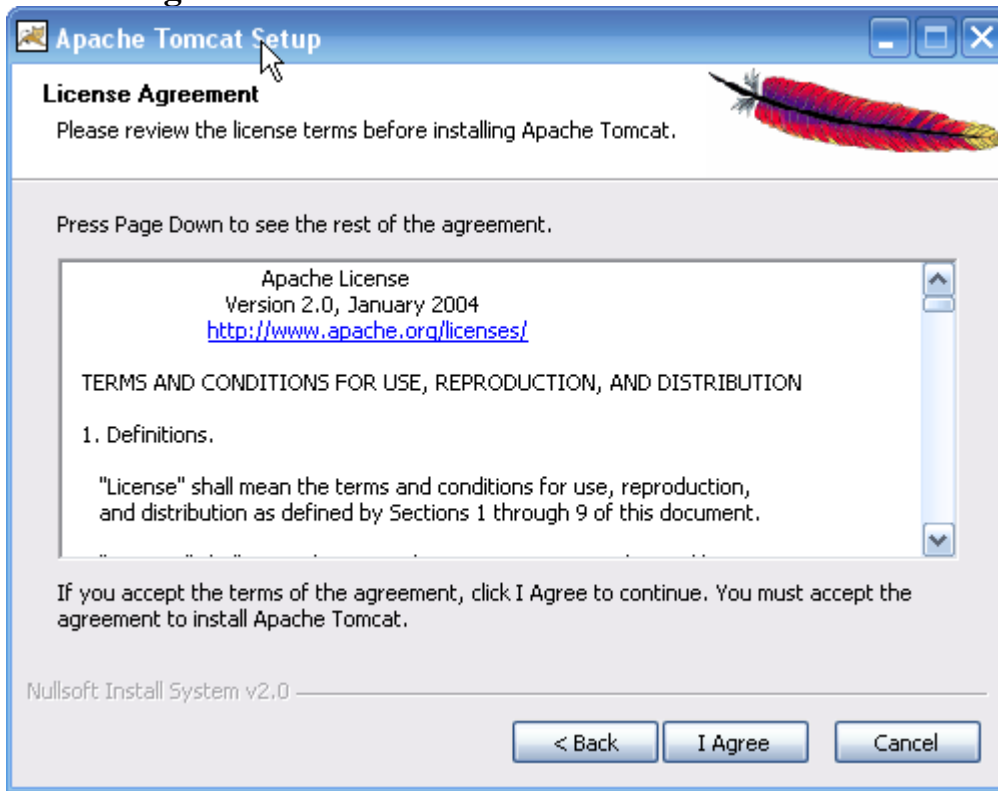 Apache Tomcat Setup
License Agreement
Please review the license terms before installing Apache Tomcat.
Press Page Down to see the rest of the agreement.
Apache License
Version 2.0, January 2004
http://www.apache.org/licenses/
TERMS AND CONDITIONS FOR USE, REPRODUCTION, AND DISTRIBUTION
1. Definitions.
"License" shall mean the terms and conditions for use, reproduction,
and distribution as defined by Sections 1 through 9 of this document.
If you accept the terms of the agreement, click I Agree to continue. You must accept the
agreement to install Apache Tomcat.
Nullsoft Install System v2.0
< Back I Agree Cancel